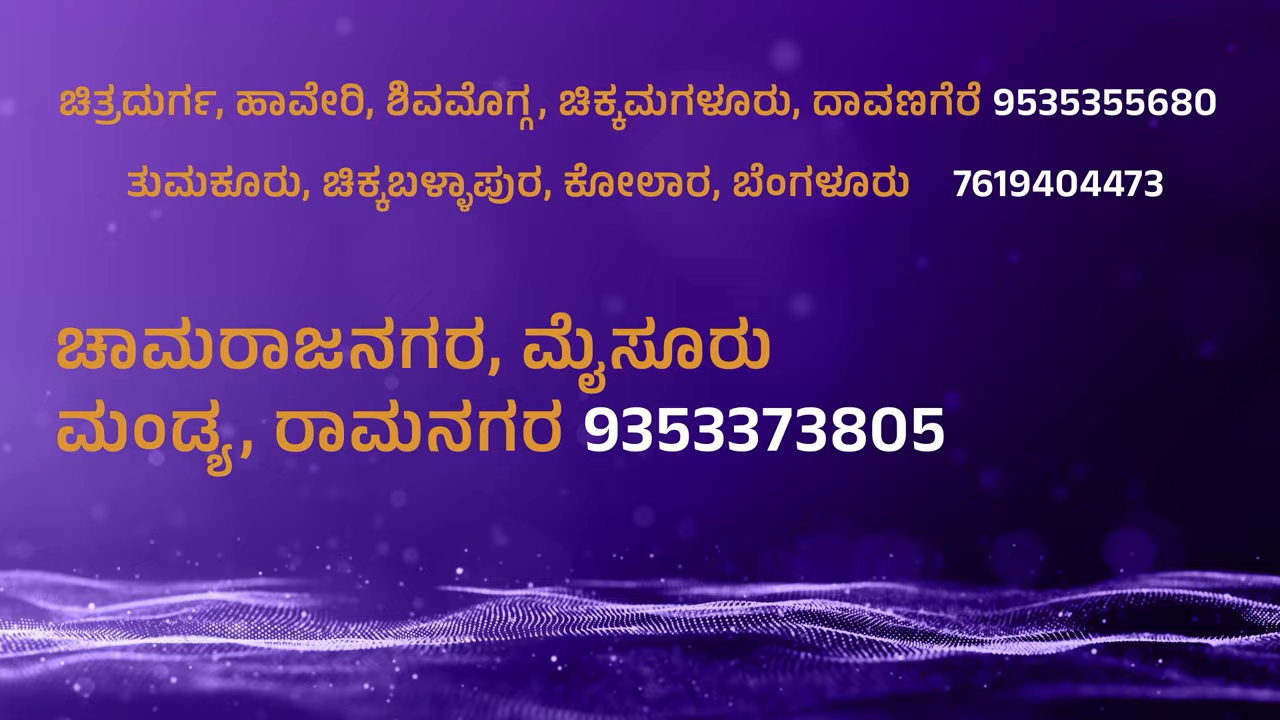 ಚಿತ್ರದುರ್ಗ, ಹಾವೇರಿ, ಶಿವಮೊಗ್ಗ, ಚಿಕ್ಕಮಗಳೂರು, ದಾವಣಗೆರೆ 9535355680
ತುಮಕೂರು, ಚಿಕ್ಕಬಳ್ಳಾಪುರ, ಕೋಲಾರ, ಬೆಂಗಳೂರು 7619404473
ಚಾಮರಾಜನಗರ, ಮೈಸೂರು
ಮಂಡ್ಯ, ರಾಮನಗರ 9353373805